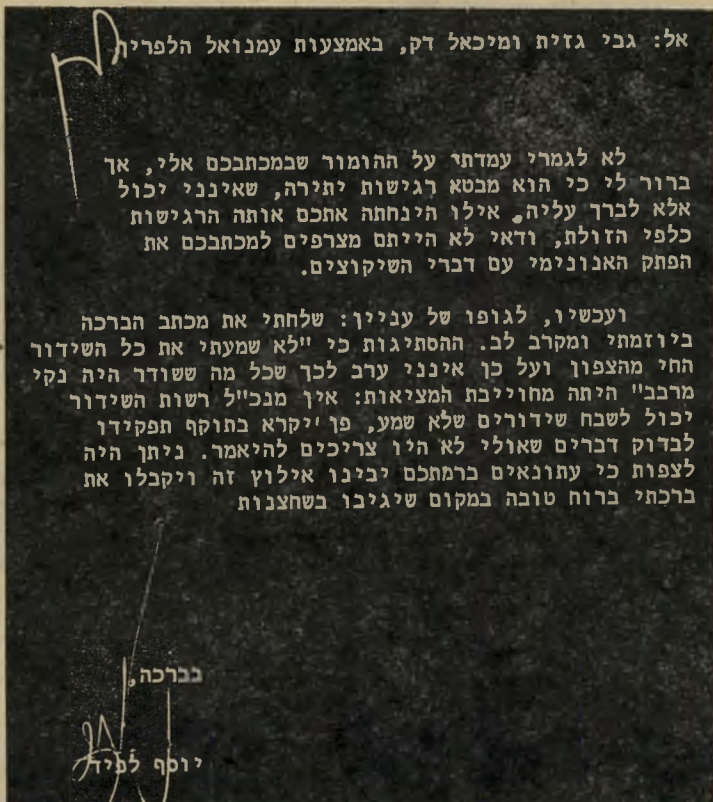 אל: גבי גזית ומיכאל דק, באמצעות עמנואל הלפרין
לא לגמרי עמדתי על ההומור שבמכתבכם אלי, אך
ברור לי כי הוא מבטא רגישות יתירה, שאינני יכול
אלא לברך עליה. אילו הינחתה אתכם אותה הרגישות
כלפי הזולת, ודאי לא הייתם מצרפים למכתבכם את
הפתק האנונימי עם דברי השיקוצים.
ועכשיו, לגופו של עניין: שלחתי את מכתב הברכה
ביוזמתי ומקרב לב. ההסתיגות כי "לא שמעתי את כל השידור
החי מהצפון ועל כן אינני ערב לכך שכל מה ששודר היה נקי
מרבב" היתה מחוייבת המציאות: אין מנכ"ל רשות השידור
יכול לשבח שידורים שלא שמע, פן יקרא בתוקף תפקידו
לבדוק דברים שאולי לא היו צריכים להיאמר. ניתן היה
לצפות כי עתונאים ברמתכם יבינו אילוץ זה ויקבלו את
ברכתי ברוח טובה במקום שיגיבו בשחצנות
בברכה,
יוסף לפיד